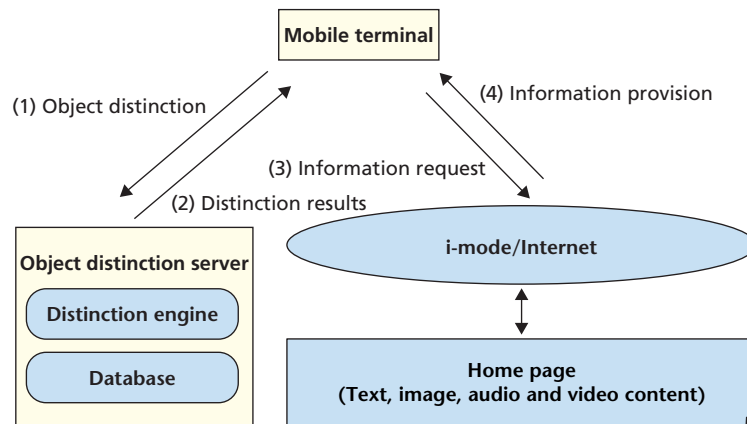 Mobile terminal
(1) Object distinction
(4) Information provision
(3) Information request
(2) Distinction results
Object distinction server
Distinction engine
Database
i-mode/Internet
Home page
(Text, image, audio and video content)